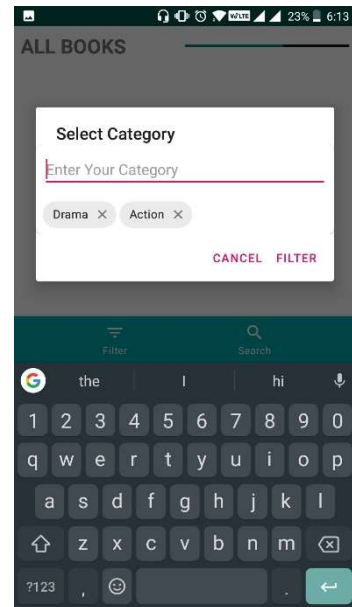 VoLTE 23% 6:13
ALL BOOKS
Select Category
Enter Your Category
Drama × Action ×
CANCEL FILTER
Filter Search
G the I hi
1 2 3 4 5 6 7 8 9 0
q w e r t y u i o p
a s d f g h j k l
z x c v b n m
?123 , .